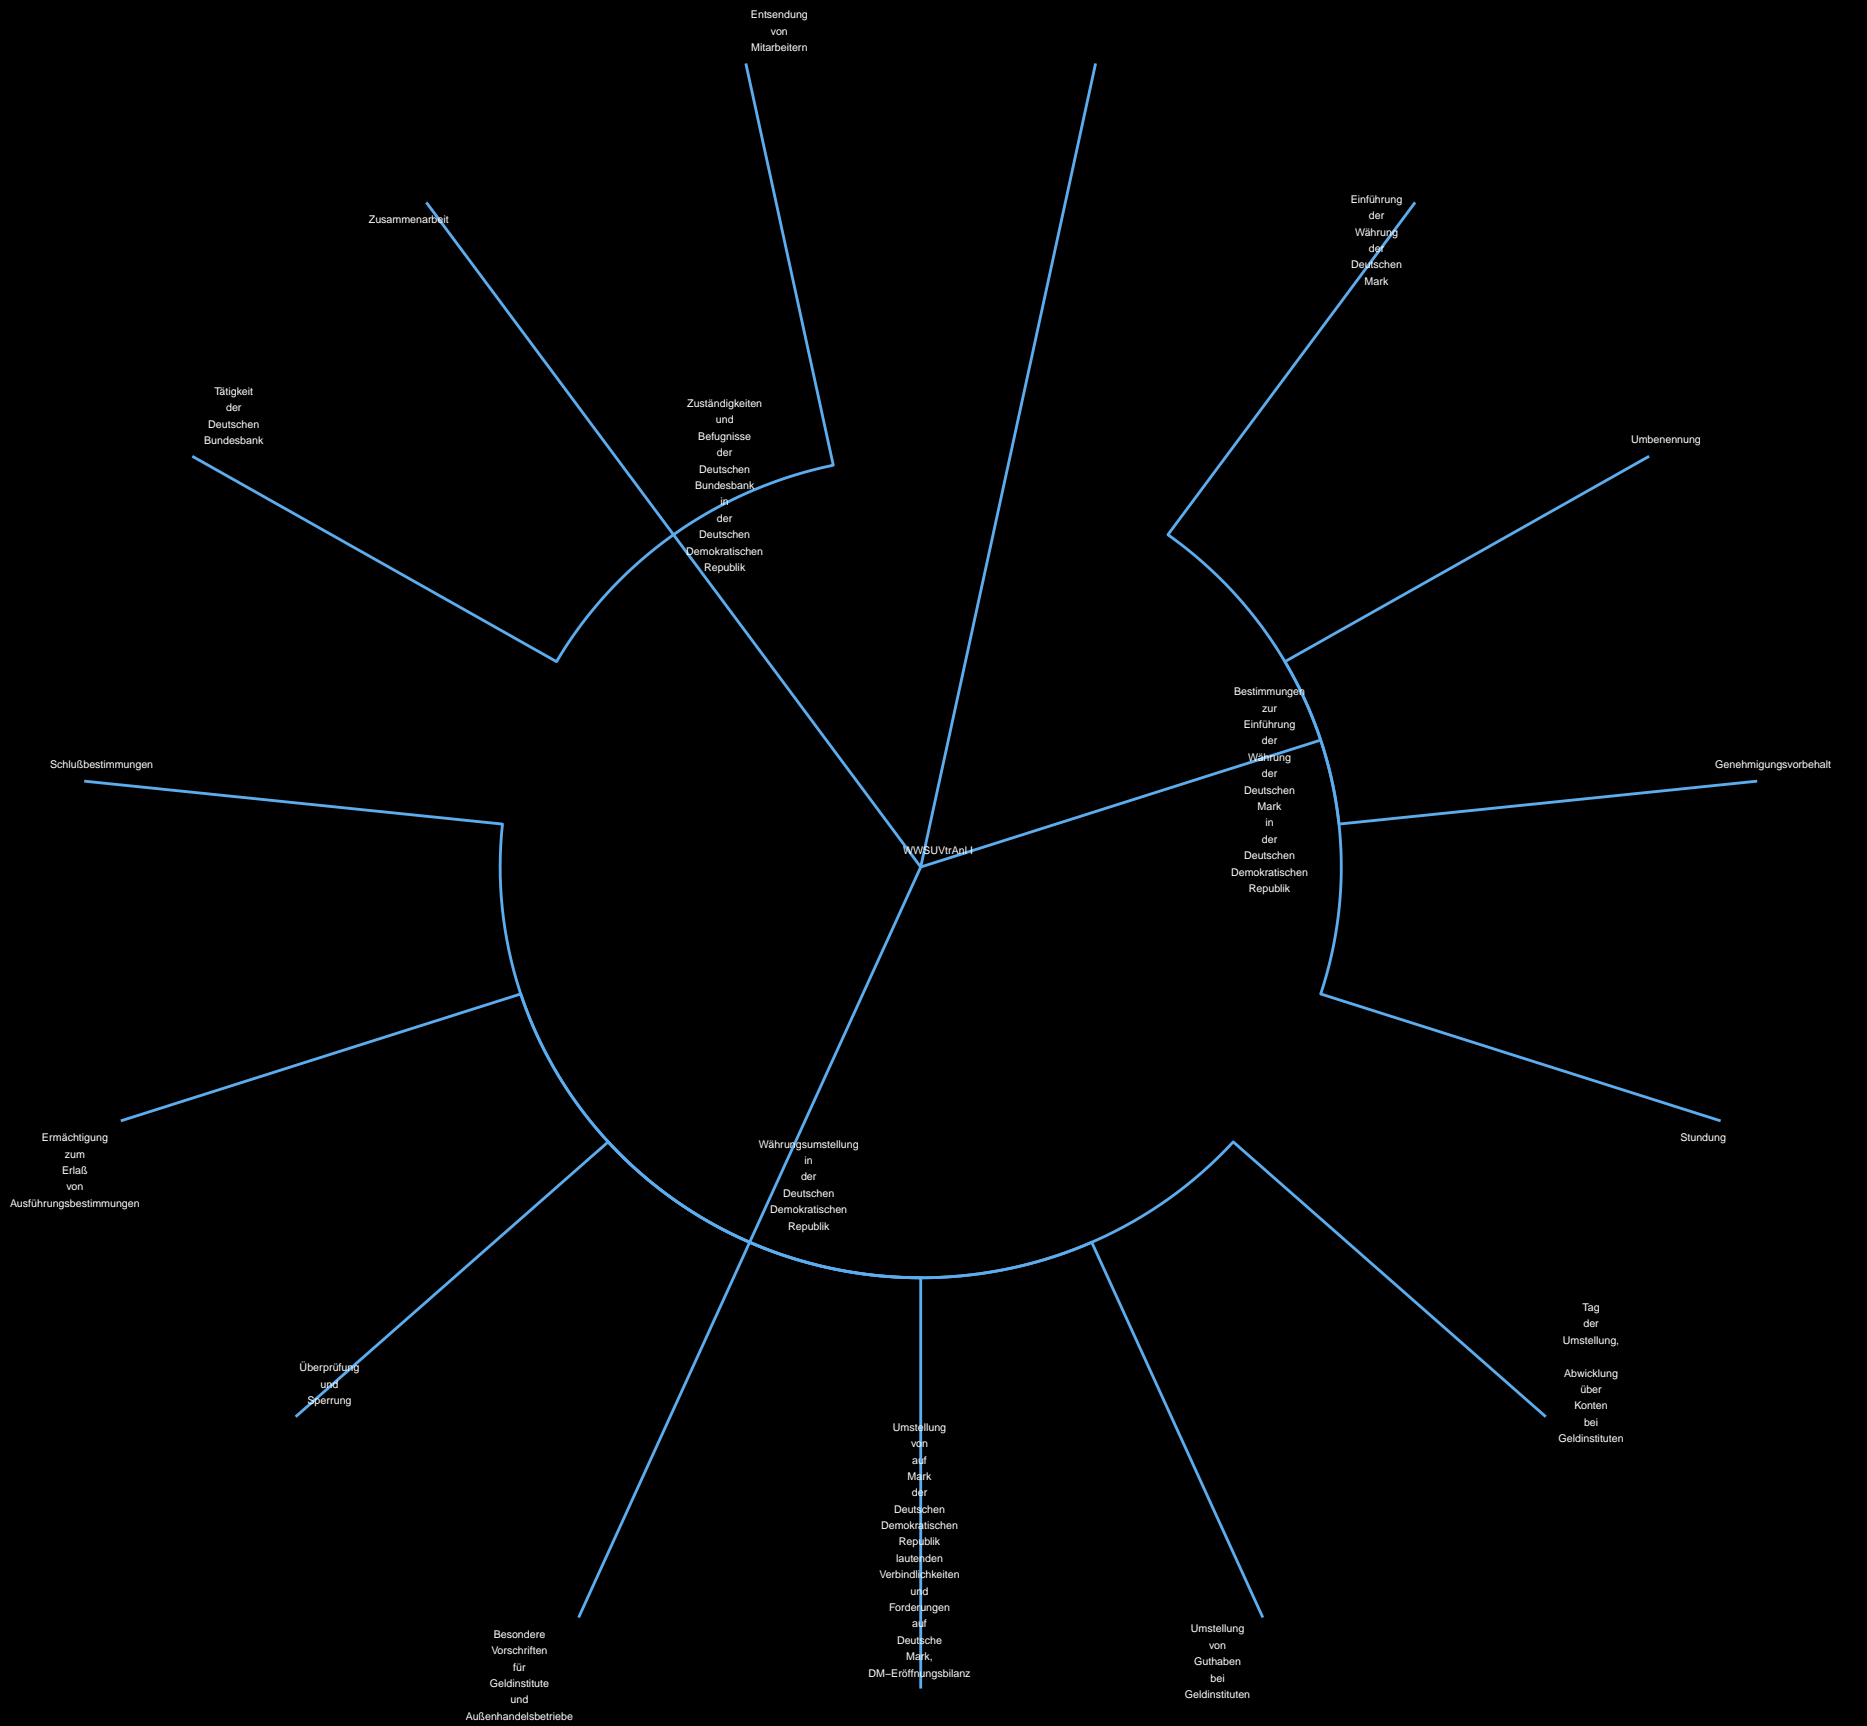 Entsendung
von
Mitarbeitern
Zusammenarbeit
Einführung
der
Währung
der
Deutschen
Mark
Tätigkeit
der
Deutschen
Bundesbank
Zuständigkeiten
und
Befugnisse
der
Deutschen
Bundesbank
in
der
Deutschen
Demokratischen
Republik
Umbenennung
Bestimmungen
zur
Einführung
der
Währung
der
Deutschen
Mark
in
der
Deutschen
Demokratischen
Republik
Schlußbestimmungen
Genehmigungsvorbehalt
WWSUVtrAnl I
Ermächtigung
zum
Erlaß
von
Ausführungsbestimmungen
Währungsumstellung
in
der
Deutschen
Demokratischen
Republik
Stundung
Überprüfung
und
Sperrung
Tag
der
Umstellung,
Abwicklung
über
Konten
bei
Geldinstituten
Umstellung
von
auf
Mark
der
Deutschen
Demokratischen
Republik
lautenden
Verbindlichkeiten
und
Forderungen
auf
Deutsche
Mark,
DM–Eröffnungsbilanz
Besondere
Vorschriften
für
Geldinstitute
und
Außenhandelsbetriebe
Umstellung
von
Guthaben
bei
Geldinstituten